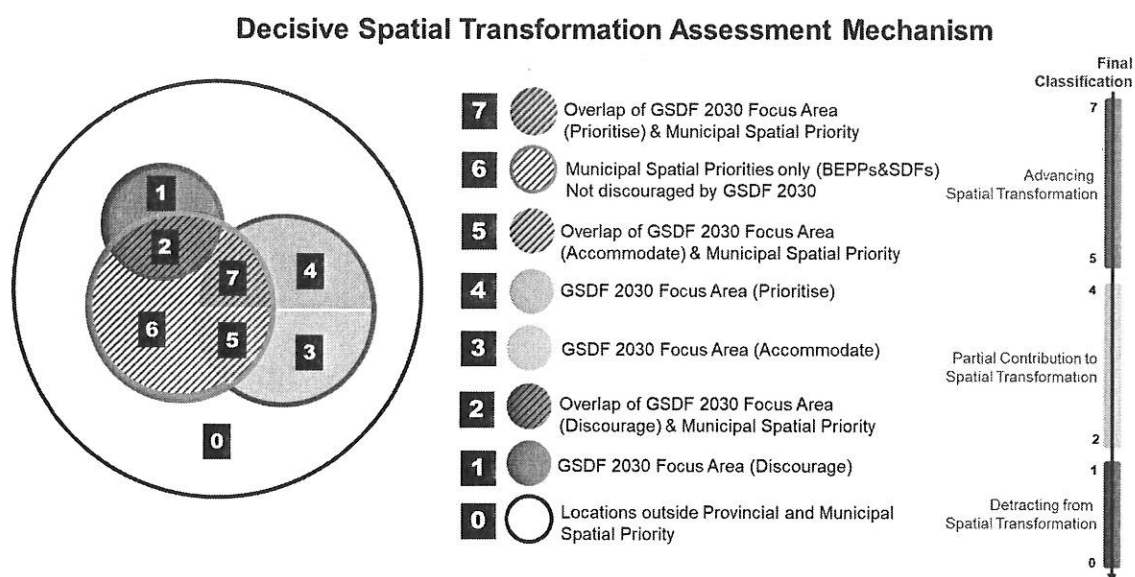 Decisive Spatial Transformation Assessment Mechanism
1
2
7
4
6
5
3
0
7
Overlap of GSDF 2030 Focus Area
(Prioritise) & Municipal Spatial Priority
6
Municipal Spatial Priorities only (BEPPs&SDFs)
Not discouraged by GSDF 2030
5
Overlap of GSDF 2030 Focus Area
(Accommodate) & Municipal Spatial Priority
4
GSDF 2030 Focus Area (Prioritise)
3
GSDF 2030 Focus Area (Accommodate)
2
Overlap of GSDF 2030 Focus Area
(Discourage) & Municipal Spatial Priority
1
GSDF 2030 Focus Area (Discourage)
0
Locations outside Provincial and Municipal
Spatial Priority
Final
Classification
7
Advancing
Spatial Transformation
5
4
Partial Contribution to
Spatial Transformation
2
1
Detracting from
Spatial Transformation
0